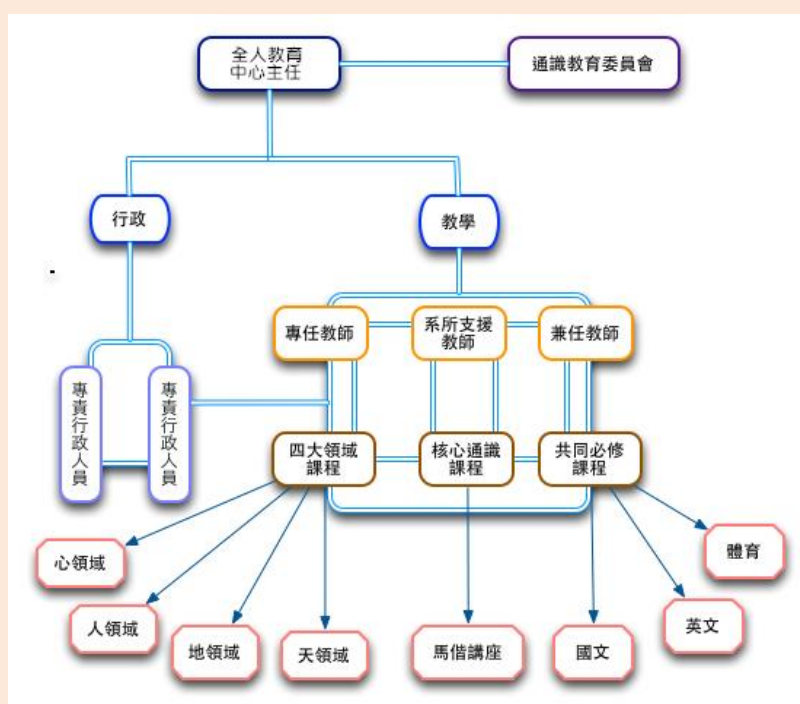 全人教育
中心主任
通識教育委員會
行政
教學
專任教師
系所支援
教師
兼任教師
專責行政人員
專責行政人員
四大領域
課程
核心通識
課程
共同必修
課程
心領域
人領域
地領域
天領域
馬偕講座
國文
英文
體育